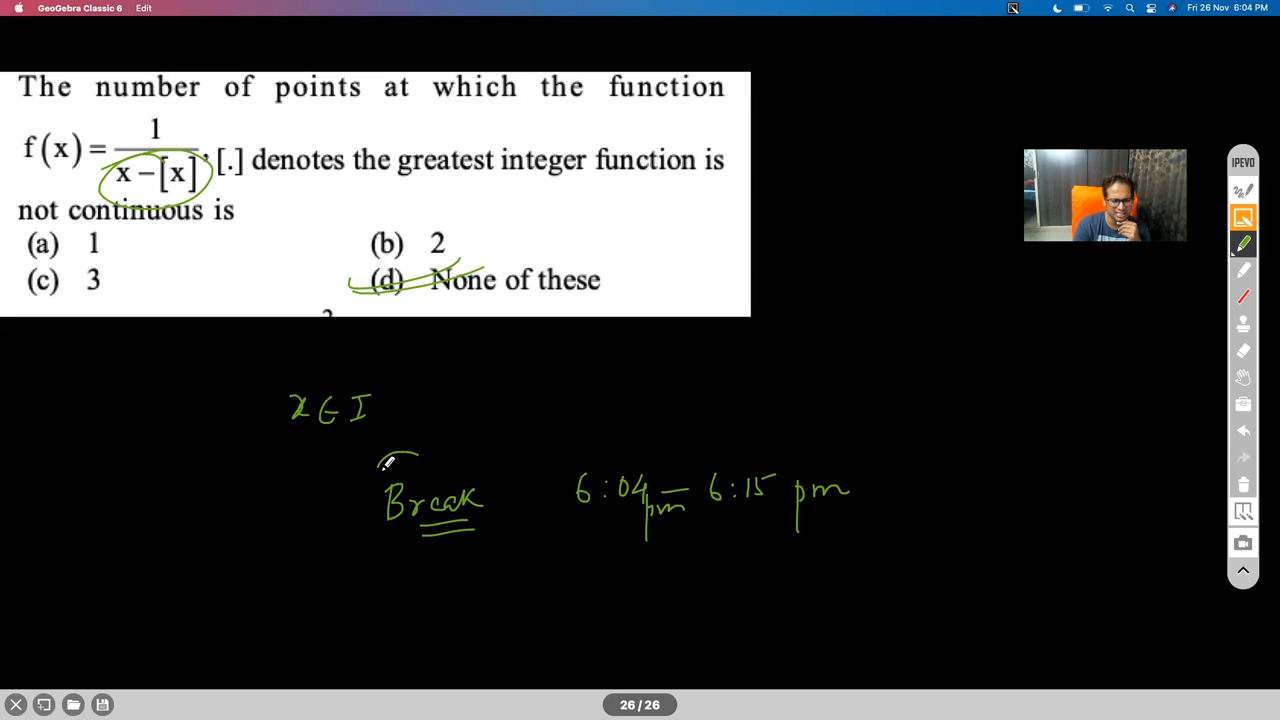 GeoGebra Classic 6 Edit Fri 26 Nov 6:04 PM
The number of points at which the function
f(x) = 1 / (x − [x]), [.] denotes the greatest integer function is
not continuous is
(a) 1 (b) 2
(c) 3 (d) None of these
x ∈ I
Break 6:04 pm — 6:15 pm
IPEVO
26 / 26